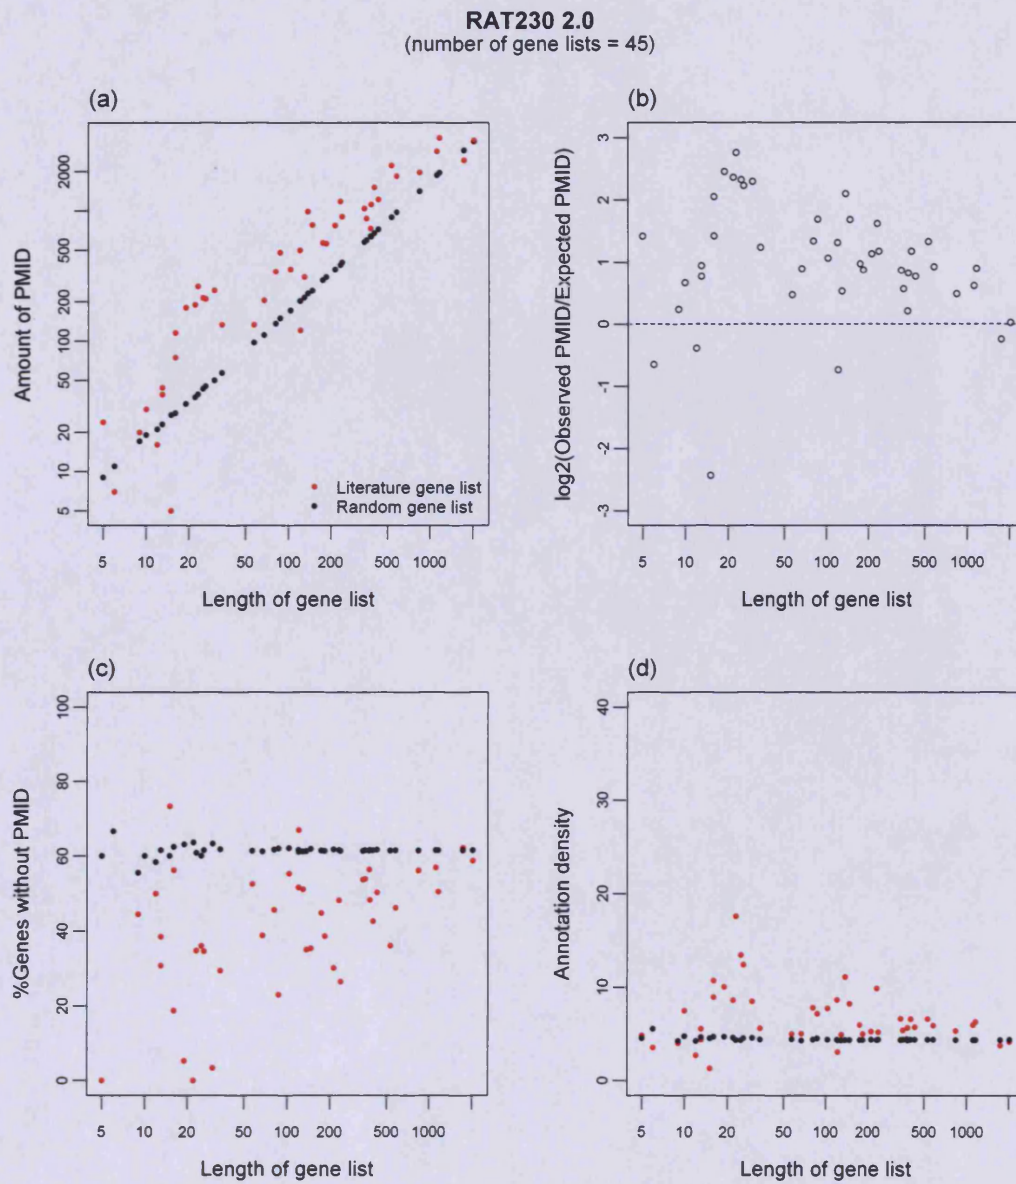 RAT230 2.0
(number of gene lists = 45)
(a)
Amount of PMID
2000
500
200
100
50
20
10
5
Literature gene list
Random gene list
5 10 20 50 100 200 500 1000
Length of gene list
(b)
log2(Observed PMID/Expected PMID)
3
2
1
0
-1
-2
-3
5 10 20 50 100 200 500 1000
Length of gene list
(c)
%Genes without PMID
100
80
60
40
20
0
5 10 20 50 100 200 500 1000
Length of gene list
(d)
Annotation density
40
30
20
10
0
5 10 20 50 100 200 500 1000
Length of gene list